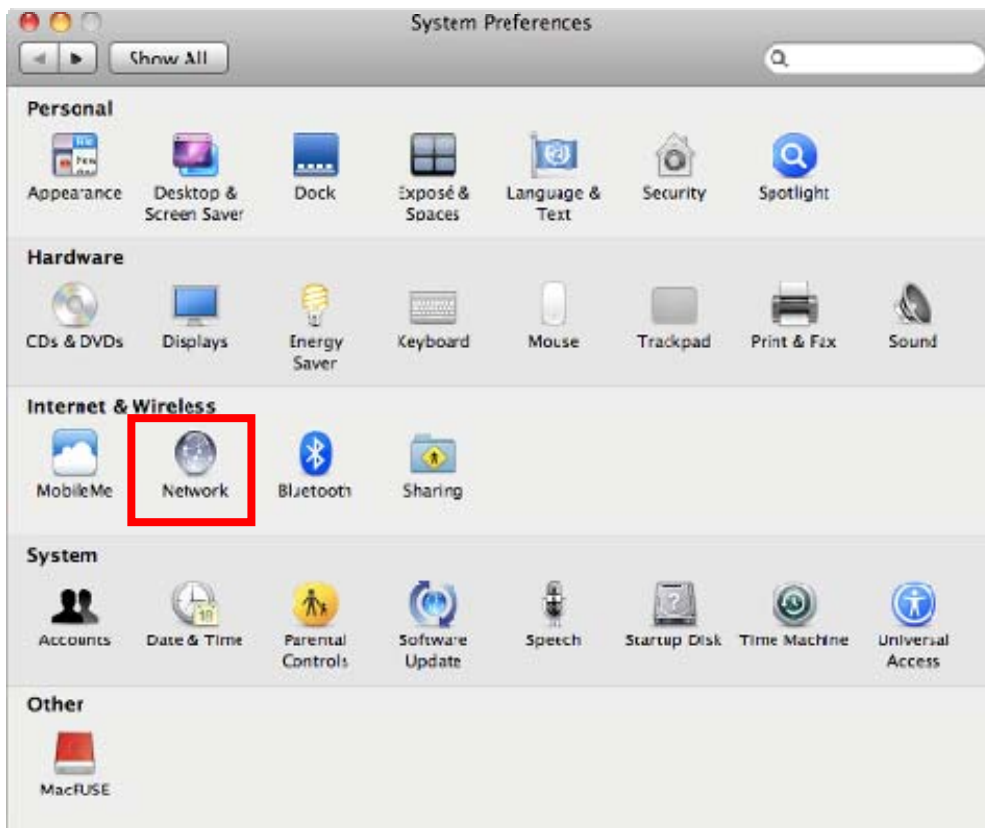 System Preferences
Show All
Personal
Appearance
Desktop & Screen Saver
Dock
Exposé & Spaces
Language & Text
Security
Spotlight
Hardware
CDs & DVDs
Displays
Energy Saver
Keyboard
Mouse
Trackpad
Print & Fax
Sound
Internet & Wireless
MobileMe
Network
Bluetooth
Sharing
System
Accounts
Date & Time
Parental Controls
Software Update
Speech
Startup Disk
Time Machine
Universal Access
Other
MacFUSE